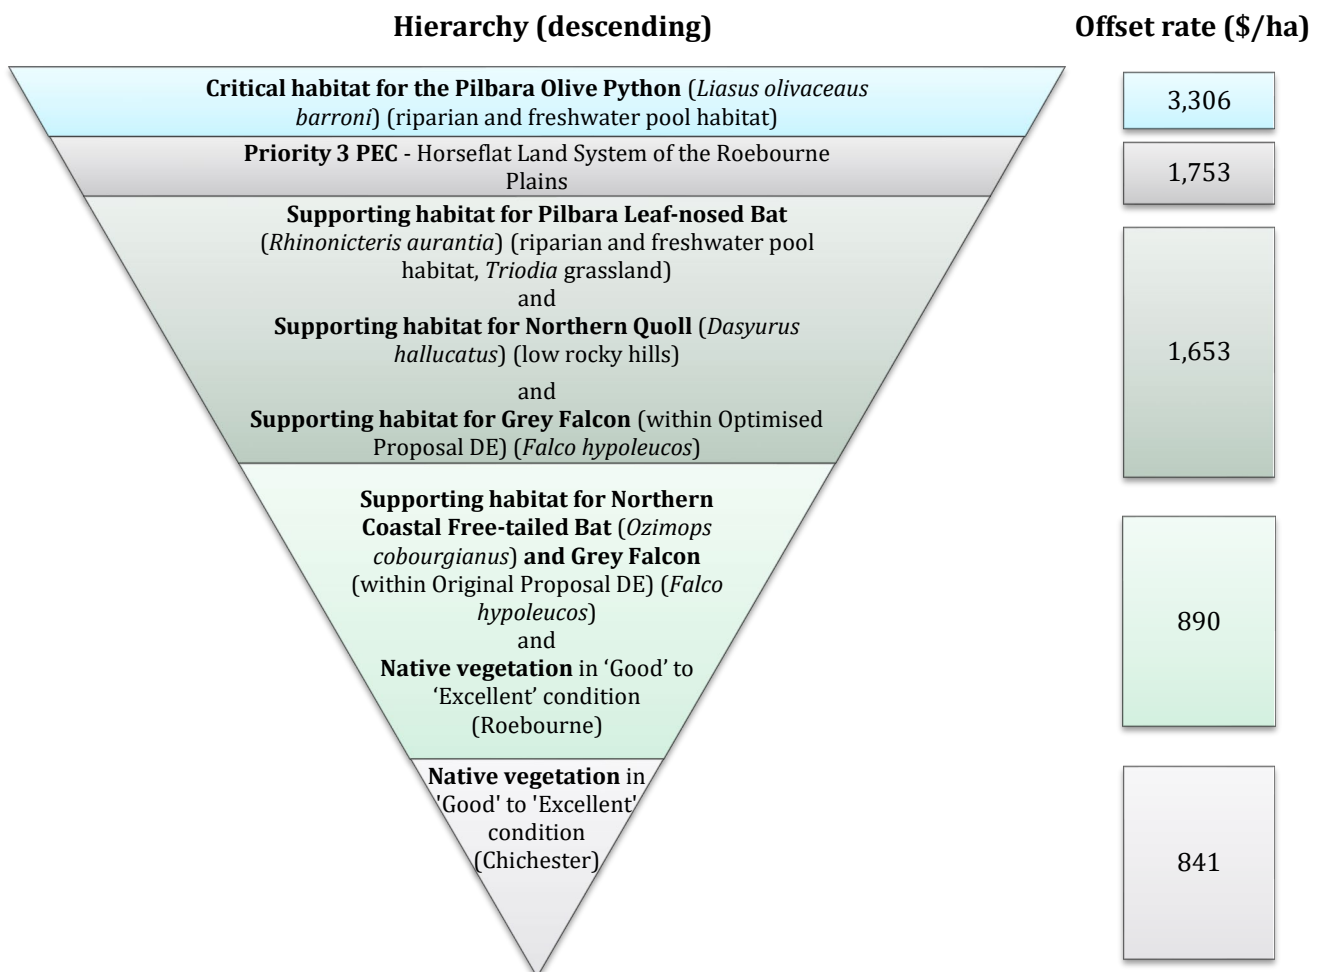 Hierarchy (descending)
Offset rate ($/ha)
Critical habitat for the Pilbara Olive Python (Liasus olivaceaus
barroni) (riparian and freshwater pool habitat)
3,306
Priority 3 PEC - Horseflat Land System of the Roebourne
Plains
1,753
Supporting habitat for Pilbara Leaf-nosed Bat
(Rhinonicteris aurantia) (riparian and freshwater pool
habitat, Triodia grassland)
and
Supporting habitat for Northern Quoll (Dasyurus
hallucatus) (low rocky hills)
and
Supporting habitat for Grey Falcon (within Optimised
Proposal DE) (Falco hypoleucos)
1,653
Supporting habitat for Northern
Coastal Free-tailed Bat (Ozimops
cobourgianus) and Grey Falcon
(within Original Proposal DE) (Falco
hypoleucos)
and
Native vegetation in ‘Good’ to
‘Excellent’ condition
(Roebourne)
890
Native vegetation in
'Good' to 'Excellent'
condition
(Chichester)
841